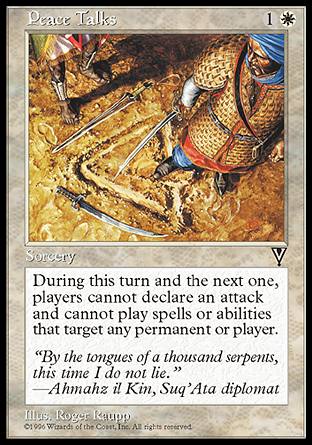 Peace Talks 1
Sorcery
During this turn and the next one,
players cannot declare an attack
and cannot play spells or abilities
that target any permanent or player.
"By the tongues of a thousand serpents,
this time I do not lie."
—Ahmahz il Kin, Suq'Ata diplomat
Illus. Roger Raupp
©1996 Wizards of the Coast, Inc. All rights reserved.